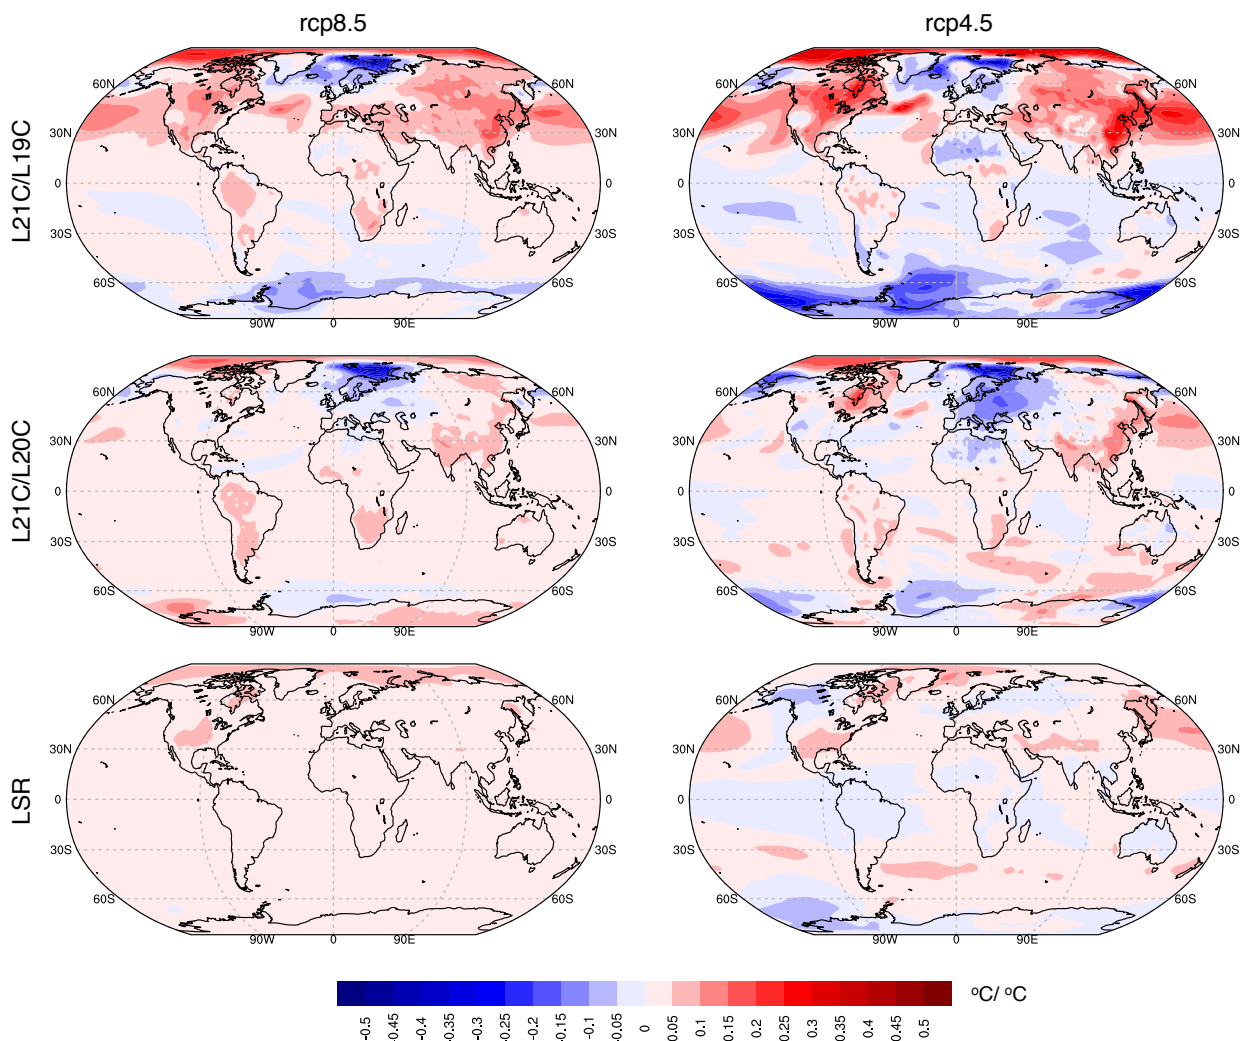 rcp8.5 rcp4.5
L21C/L19C
60N 60N 60N 60N
30N 30N 30N 30N
0 0 0 0
30S 30S 30S 30S
60S 60S 60S 60S
90W 0 90E 90W 0 90E
L21C/L20C
60N 60N 60N 60N
30N 30N 30N 30N
0 0 0 0
30S 30S 30S 30S
60S 60S 60S 60S
90W 0 90E 90W 0 90E
LSR
60N 60N 60N 60N
30N 30N 30N 30N
0 0 0 0
30S 30S 30S 30S
60S 60S 60S 60S
90W 0 90E 90W 0 90E
°C/ °C
-0.5 -0.45 -0.4 -0.35 -0.3 -0.25 -0.2 -0.15 -0.1 -0.05 0 0.05 0.1 0.15 0.2 0.25 0.3 0.35 0.4 0.45 0.5